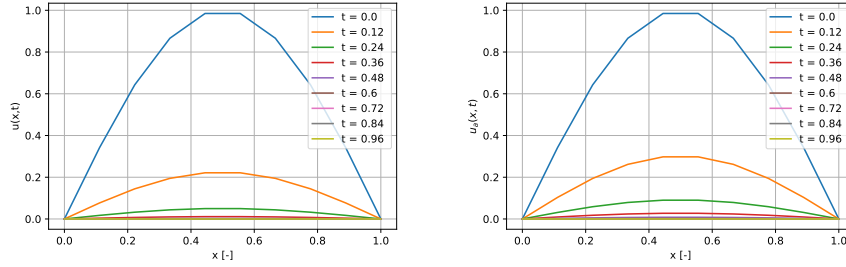 1.0
0.8
0.6
0.4
0.2
0.0
u(x,t)
0.0 0.2 0.4 0.6 0.8 1.0
x [-]
t = 0.0
t = 0.12
t = 0.24
t = 0.36
t = 0.48
t = 0.6
t = 0.72
t = 0.84
t = 0.96
1.0
0.8
0.6
0.4
0.2
0.0
0.0 0.2 0.4 0.6 0.8 1.0
x [-]
t = 0.0
t = 0.12
t = 0.24
t = 0.36
t = 0.48
t = 0.6
t = 0.72
t = 0.84
t = 0.96